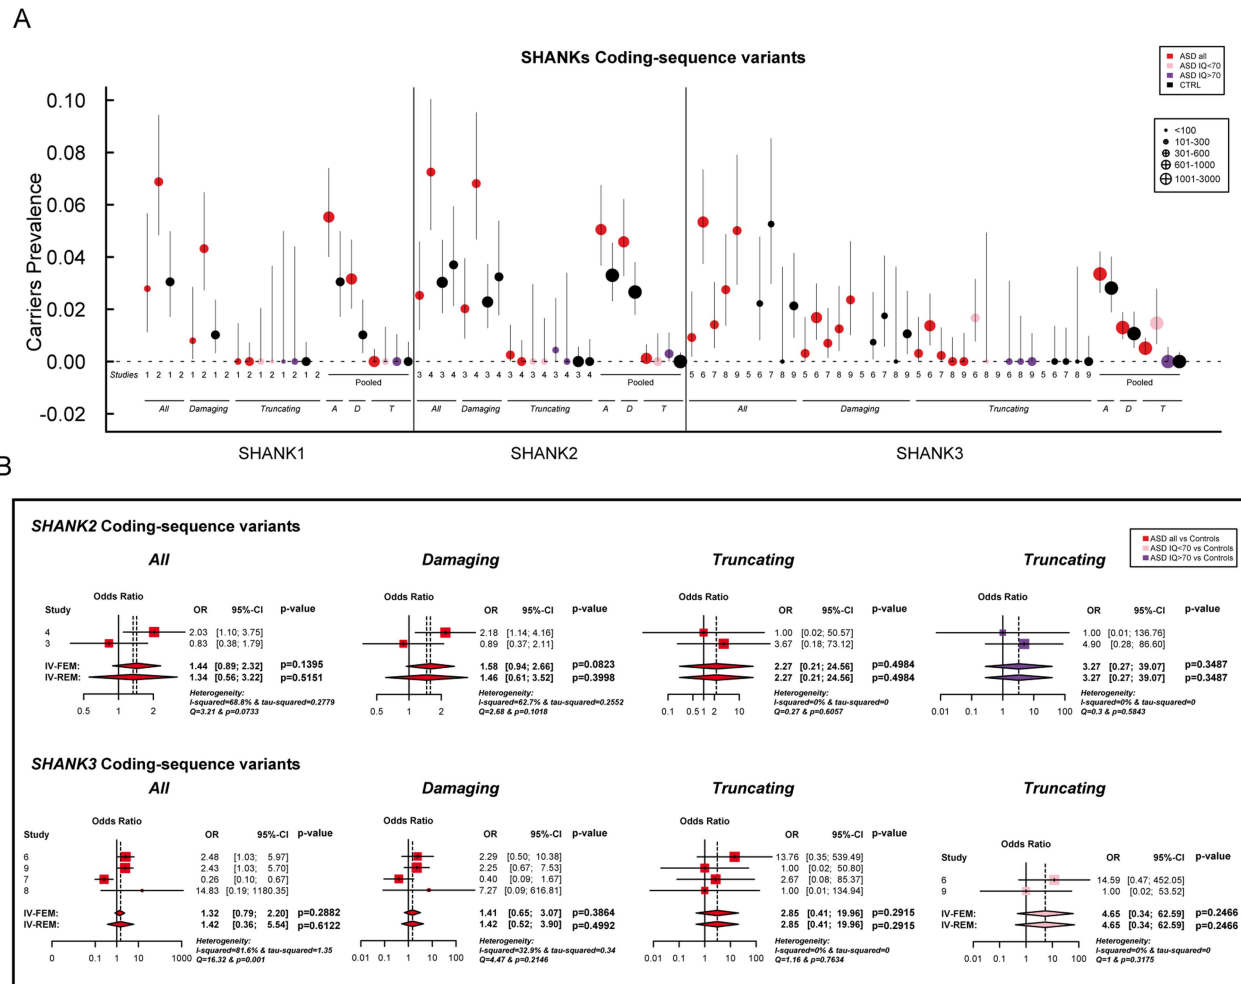 A
SHANKs Coding-sequence variants
ASD all
ASD IQ<70
ASD IQ>70
CTRL
<100
101-300
301-600
601-1000
1001-3000
Carriers Prevalence
0.10
0.08
0.06
0.04
0.02
0.00
-0.02
Studies 1 2 1 2 1 2 1 2 1 2 1 2 1 2 1 2 3 4 3 4 3 4 3 4 3 4 3 4 3 4 3 4 5 6 7 8 9 5 6 7 8 9 5 6 7 8 9 5 6 7 8 9 5 6 7 8 9 6 8 9 5 6 7 8 9
Pooled Pooled Pooled
All Damaging Truncating A D T All Damaging Truncating A D T All Damaging Truncating A D T
SHANK1 SHANK2 SHANK3
B
SHANK2 Coding-sequence variants
ASD all vs Controls
ASD IQ<70 vs Controls
ASD IQ>70 vs Controls
All
Odds Ratio
Study OR 95%-CI p-value
4 2.03 [1.10; 3.75]
3 0.83 [0.38; 1.79]
IV-FEM: 1.44 [0.89; 2.32] p=0.1395
IV-REM: 1.34 [0.56; 3.22] p=0.5151
Heterogeneity:
I-squared=68.8% & tau-squared=0.2779
Q=3.21 & p=0.0733
0.5 1 2
Damaging
Odds Ratio
OR 95%-CI p-value
2.18 [1.14; 4.16]
0.89 [0.37; 2.11]
1.58 [0.94; 2.66] p=0.0823
1.46 [0.61; 3.52] p=0.3998
Heterogeneity:
I-squared=62.7% & tau-squared=0.2552
Q=2.68 & p=0.1018
0.5 1 2
Truncating
Odds Ratio
OR 95%-CI p-value
1.00 [0.02; 50.57]
3.67 [0.18; 73.12]
2.27 [0.21; 24.56] p=0.4984
2.27 [0.21; 24.56] p=0.4984
Heterogeneity:
I-squared=0% & tau-squared=0
Q=0.27 & p=0.6057
0.1 0.5 1 2 10
Truncating
Odds Ratio
OR 95%-CI p-value
1.00 [0.01; 136.76]
4.90 [0.28; 86.60]
3.27 [0.27; 39.07] p=0.3487
3.27 [0.27; 39.07] p=0.3487
Heterogeneity:
I-squared=0% & tau-squared=0
Q=0.3 & p=0.5843
0.01 0.1 1 10 100
SHANK3 Coding-sequence variants
All
Odds Ratio
Study OR 95%-CI p-value
6 2.48 [1.03; 5.97]
9 2.43 [1.03; 5.70]
7 0.26 [0.10; 0.67]
8 14.83 [0.19; 1180.35]
IV-FEM: 1.32 [0.79; 2.20] p=0.2882
IV-REM: 1.42 [0.36; 5.54] p=0.6122
Heterogeneity:
I-squared=81.6% & tau-squared=1.35
Q=16.32 & p=0.001
0 0.1 1 10 1000
Damaging
Odds Ratio
OR 95%-CI p-value
2.29 [0.50; 10.38]
2.25 [0.67; 7.53]
0.40 [0.09; 1.67]
7.27 [0.09; 616.81]
1.41 [0.65; 3.07] p=0.3864
1.42 [0.52; 3.90] p=0.4992
Heterogeneity:
I-squared=32.9% & tau-squared=0.34
Q=4.47 & p=0.2146
0.1 1 10 100
Truncating
Odds Ratio
OR 95%-CI p-value
13.76 [0.35; 539.49]
1.00 [0.02; 50.80]
2.67 [0.08; 85.37]
1.00 [0.01; 134.94]
2.85 [0.41; 19.96] p=0.2915
2.85 [0.41; 19.96] p=0.2915
Heterogeneity:
I-squared=0% & tau-squared=0
Q=1.16 & p=0.7634
0.01 0.1 1 10 100
Truncating
Odds Ratio
Study OR 95%-CI p-value
6 14.59 [0.47; 452.05]
9 1.00 [0.02; 53.52]
IV-FEM: 4.65 [0.34; 62.59] p=0.2466
IV-REM: 4.65 [0.34; 62.59] p=0.2466
Heterogeneity:
I-squared=0% & tau-squared=0
Q=1 & p=0.3175
0.1 1 10 100